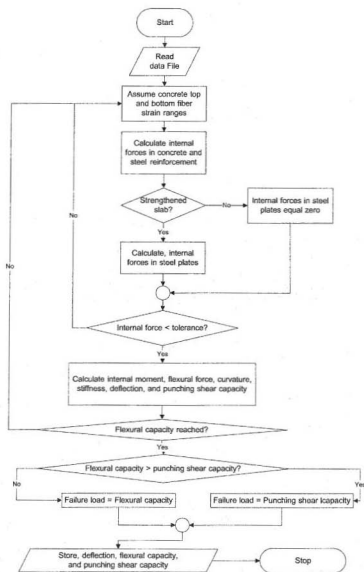 Start
Read
data File
Assume concrete top
and bottom fiber
strain ranges
Calculate internal
forces in concrete and
steel reinforcement
Strengthened
slab?
No
Internal forces in steel
plates equal zero
Yes
Calculate, internal
forces in steel plates
No
No
Internal force < tolerance?
Yes
Calculate internal moment, flexural force, curvature,
stiffness, deflection, and punching shear capacity
Flexural capacity reached?
Yes
Flexural capacity > punching shear capacity?
No
Yes
Failure load = Flexural capacity
Failure load = Punching shear lcapacity
Store, deflection, flexural capacity,
and punching shear capacity
Stop